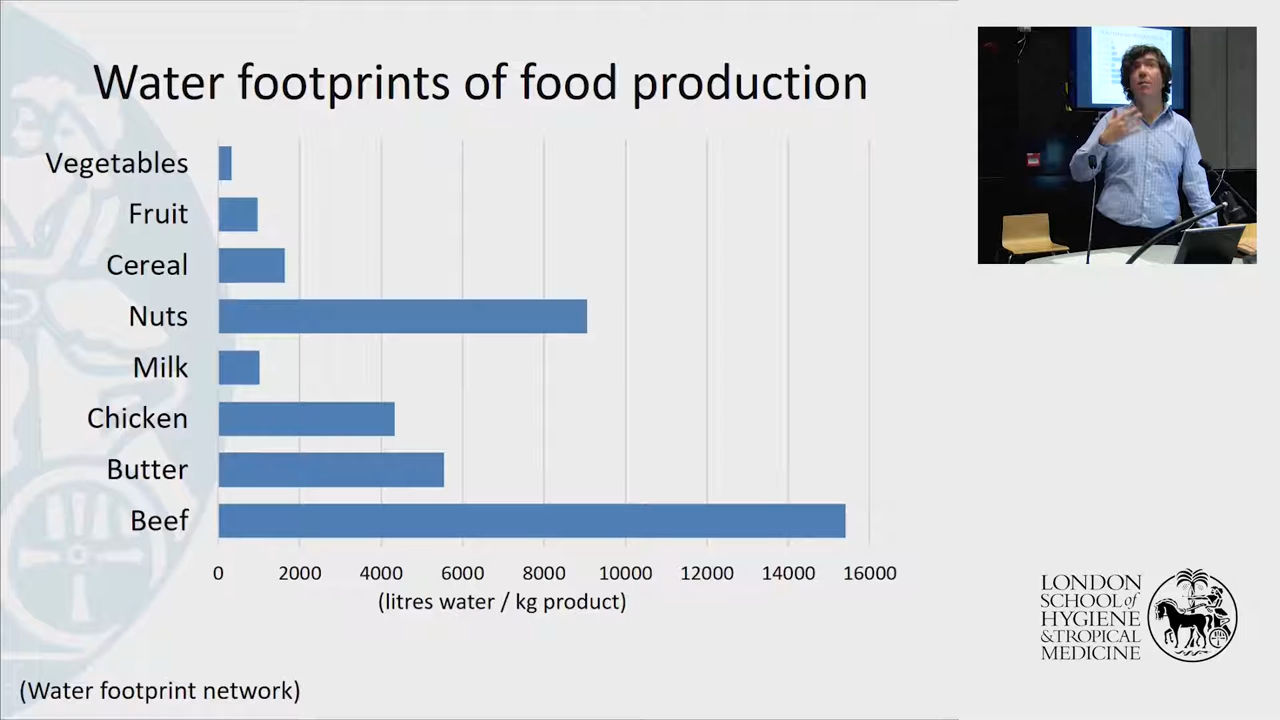 Water footprints of food production
Vegetables
Fruit
Cereal
Nuts
Milk
Chicken
Butter
Beef
0 2000 4000 6000 8000 10000 12000 14000 16000
(litres water / kg product)
(Water footprint network)
LONDON
SCHOOL of
HYGIENE
& TROPICAL
MEDICINE